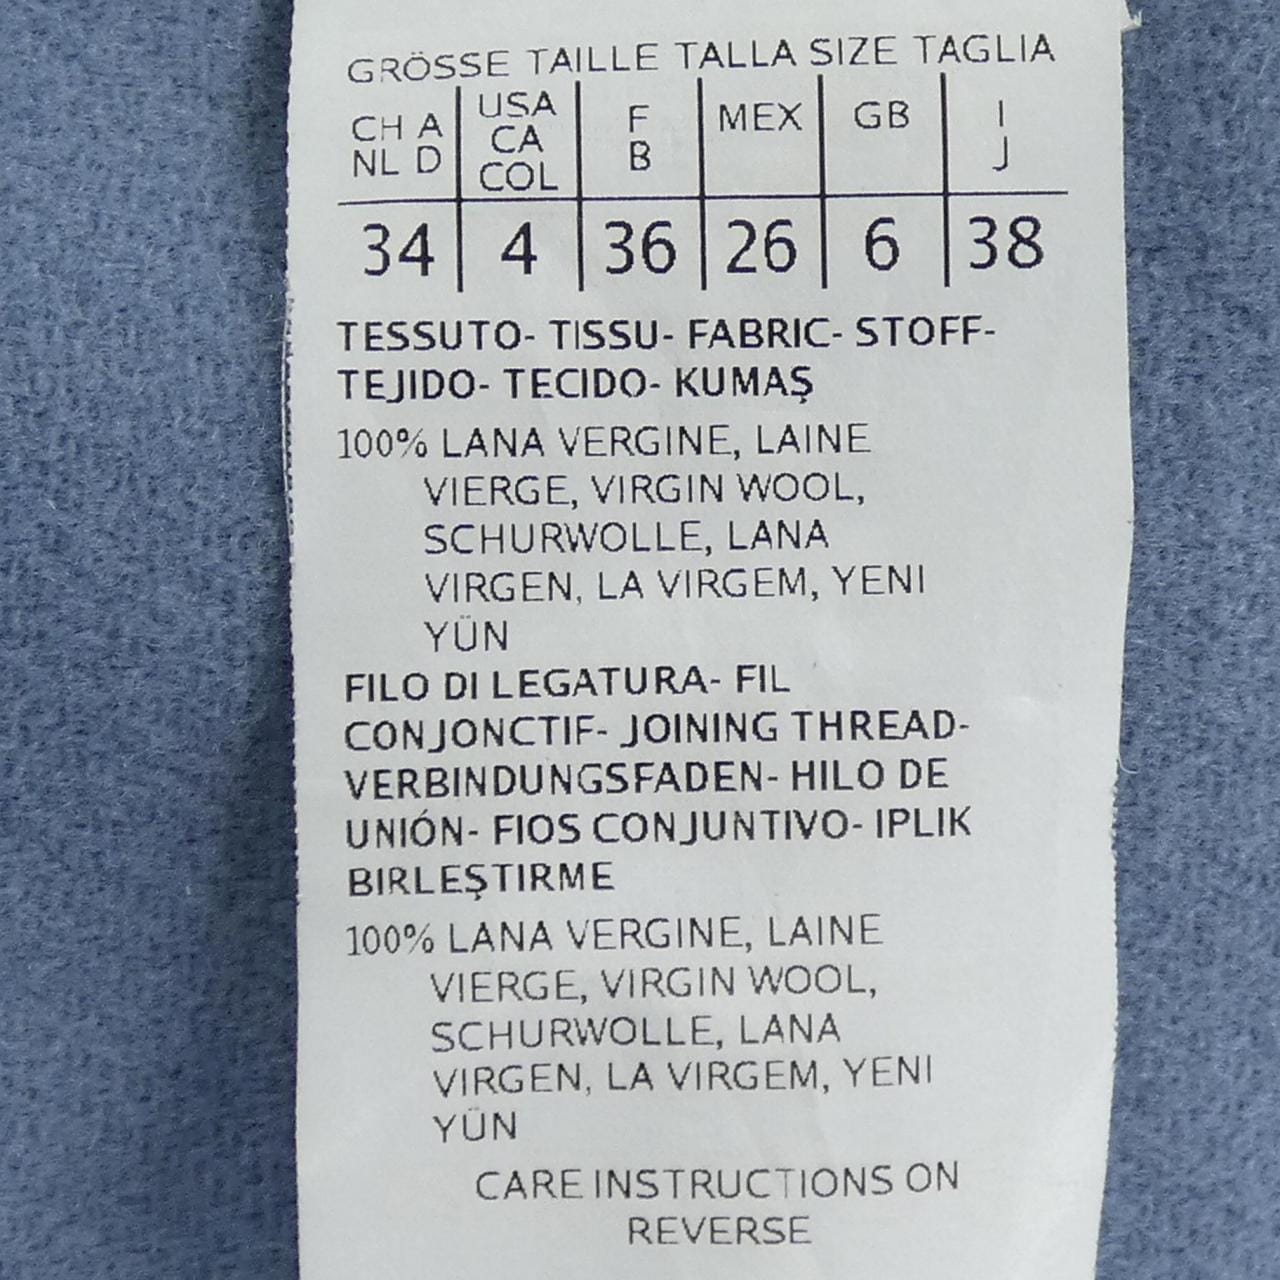 GRÖSSE TAILLE TALLA SIZE TAGLIA
CH A NL D | USA CA COL | F B | MEX | GB | I J
34 | 4 | 36 | 26 | 6 | 38
TESSUTO- TISSU- FABRIC- STOFF-
TEJIDO- TECIDO- KUMAŞ
100% LANA VERGINE, LAINE
VIERGE, VIRGIN WOOL,
SCHURWOLLE, LANA
VIRGEN, LA VIRGEM, YENI
YÜN
FILO DI LEGATURA- FIL
CONJONCTIF- JOINING THREAD-
VERBINDUNGSFADEN- HILO DE
UNIÓN- FIOS CONJUNTIVO- IPLIK
BIRLEŞTIRME
100% LANA VERGINE, LAINE
VIERGE, VIRGIN WOOL,
SCHURWOLLE, LANA
VIRGEN, LA VIRGEM, YENI
YÜN
CARE INSTRUCTIONS ON
REVERSE